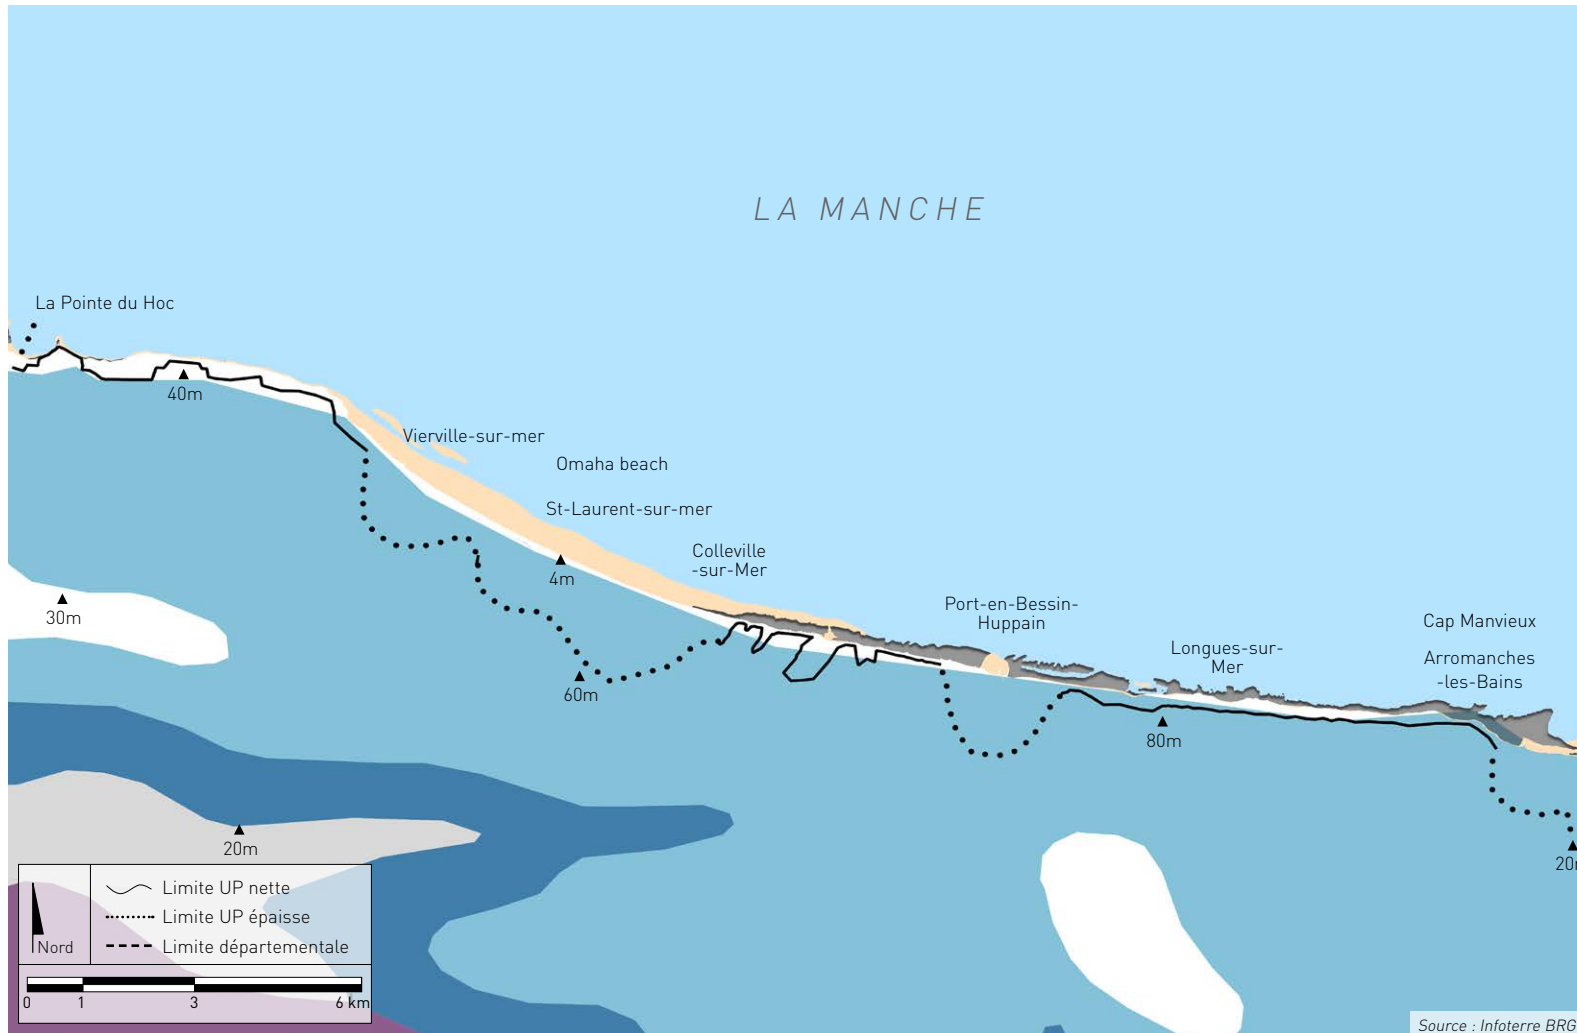 LA MANCHE
La Pointe du Hoc
40m
Vierville-sur-mer
Omaha beach
St-Laurent-sur-mer
4m
Colleville
-sur-Mer
30m
Port-en-Bessin-
Huppain
Cap Manvieux
Longues-sur-
Mer
Arromanches
-les-Bains
60m
80m
20m
20m
Limite UP nette
Limite UP épaisse
Limite départementale
Nord
0 1 3 6 km
Source : Infoterre BRG